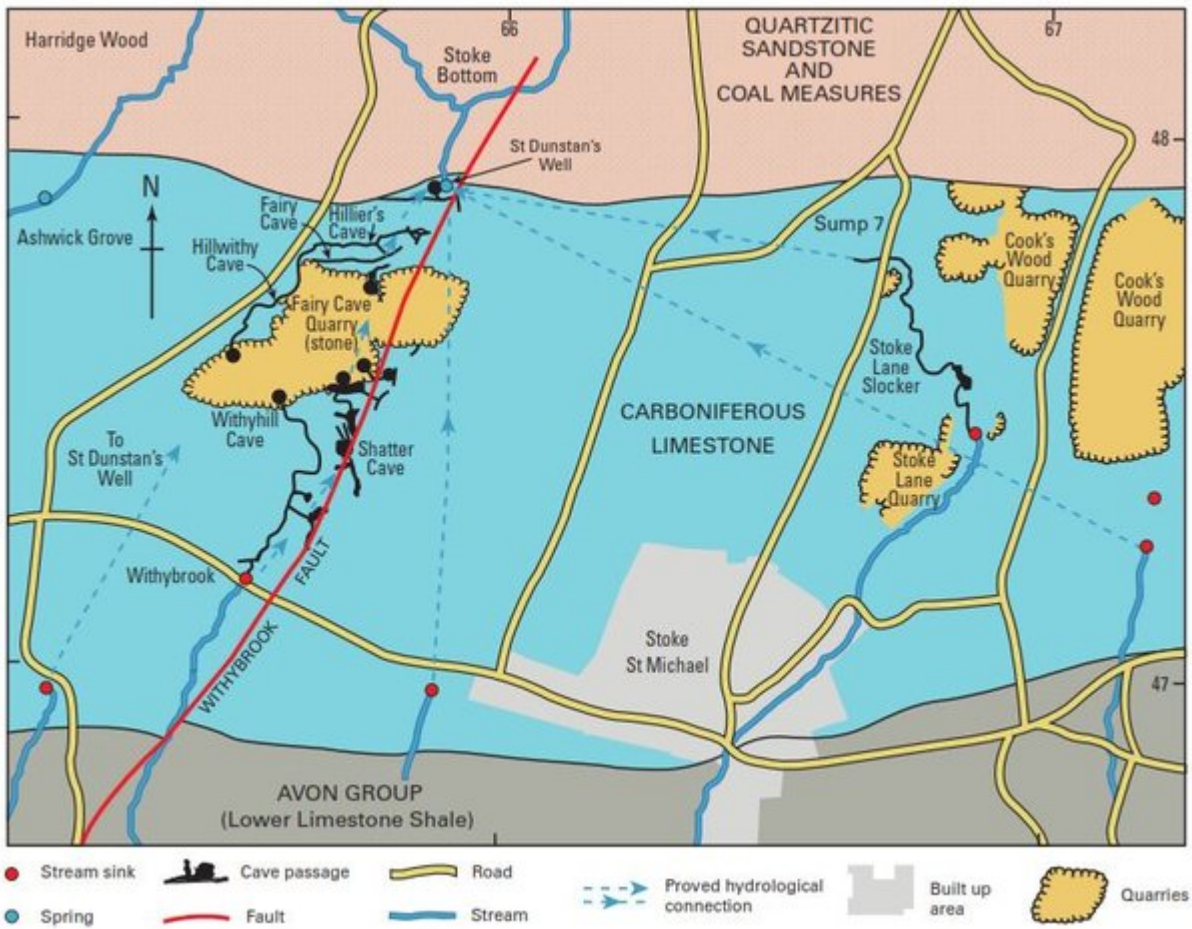 66
67
Harridge Wood
Stoke
Bottom
QUARTZITIC
SANDSTONE
AND
COAL MEASURES
St Dunstan's
Well
48
N
Fairy
Cave
Hillier's
Cave
Sump 7
Ashwick Grove
Hillwithy
Cave
Cook's
Wood
Quarry
Cook's
Wood
Quarry
Fairy Cave
Quarry
(stone)
Stoke
Lane
Slocker
CARBONIFEROUS
LIMESTONE
Withyhill
Cave
To
St Dunstan's
Well
Shatter
Cave
Stoke
Lane
Quarry
Withybrook
WITHYBROOK FAULT
Stoke
St Michael
47
AVON GROUP
(Lower Limestone Shale)
Stream sink
Cave passage
Road
Proved hydrological
connection
Built up
area
Quarries
Spring
Fault
Stream